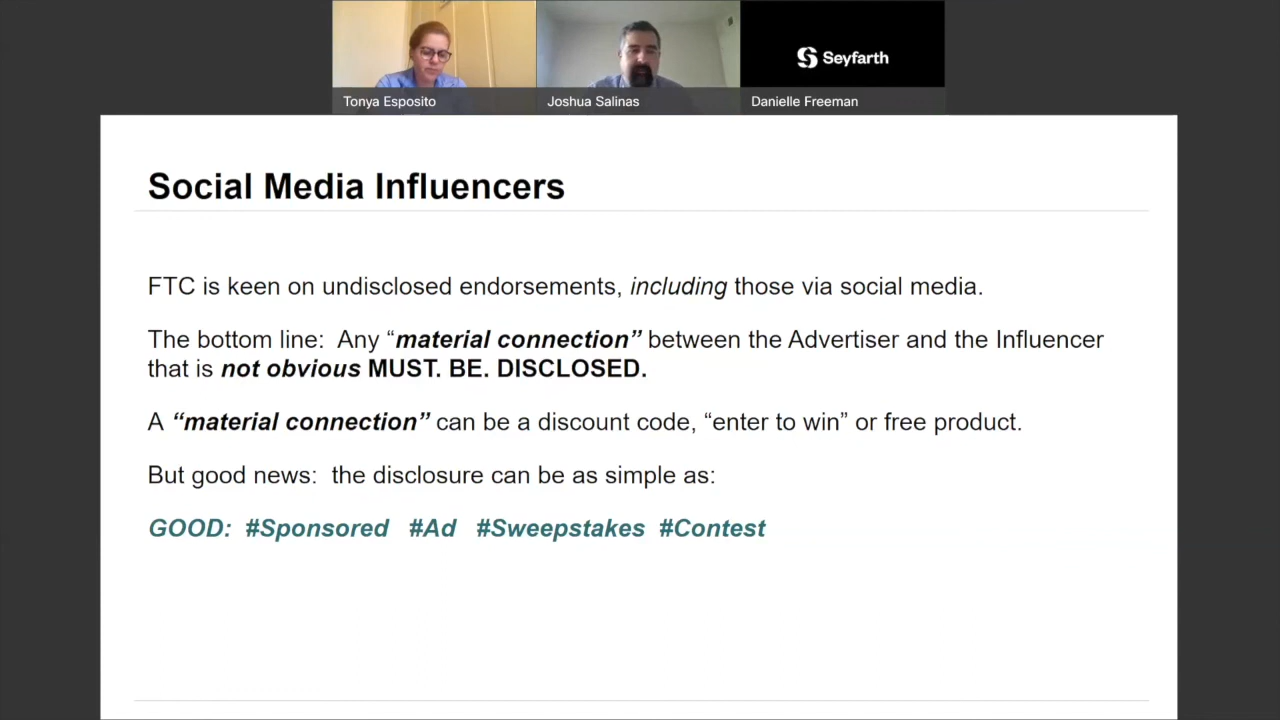 Seyfarth
Tonya Esposito
Joshua Salinas
Danielle Freeman
Social Media Influencers
FTC is keen on undisclosed endorsements, including those via social media.
The bottom line:  Any “material connection” between the Advertiser and the Influencer
that is not obvious MUST. BE. DISCLOSED.
A “material connection” can be a discount code, “enter to win” or free product.
But good news:  the disclosure can be as simple as:
GOOD:  #Sponsored  #Ad  #Sweepstakes  #Contest